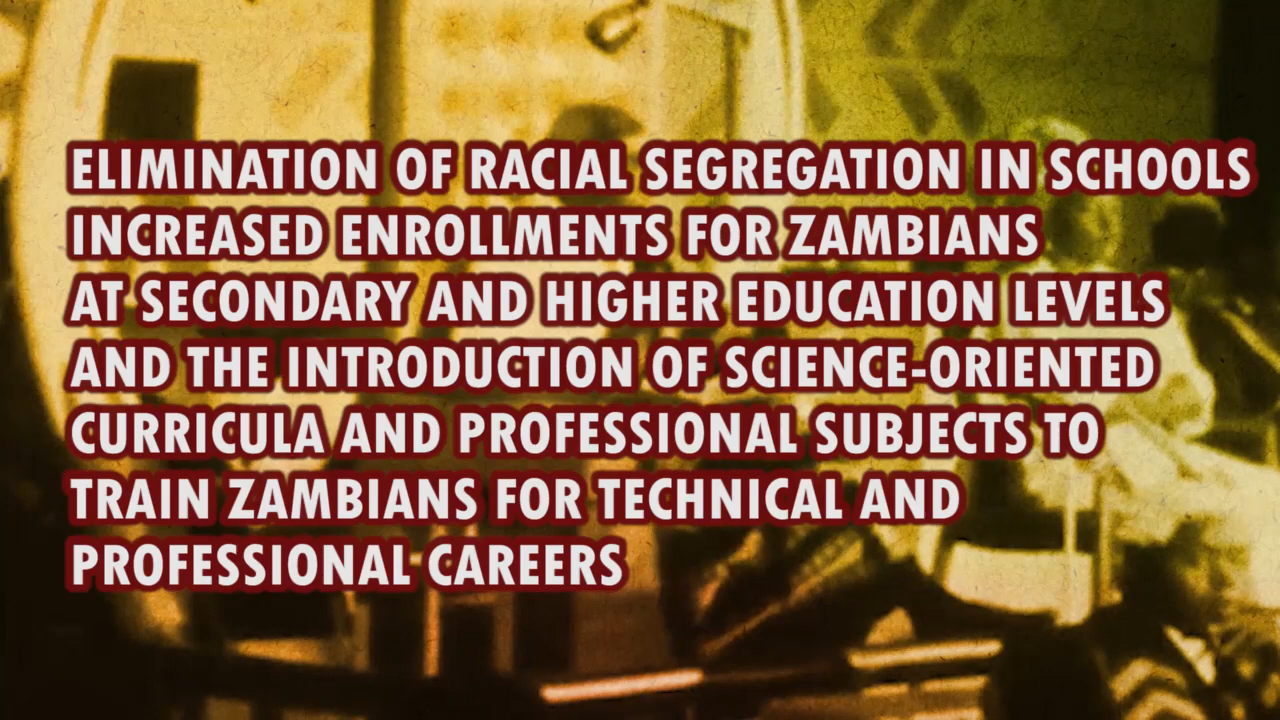 ELIMINATION OF RACIAL SEGREGATION IN SCHOOLS
INCREASED ENROLLMENTS FOR ZAMBIANS
AT SECONDARY AND HIGHER EDUCATION LEVELS
AND THE INTRODUCTION OF SCIENCE-ORIENTED
CURRICULA AND PROFESSIONAL SUBJECTS TO
TRAIN ZAMBIANS FOR TECHNICAL AND
PROFESSIONAL CAREERS